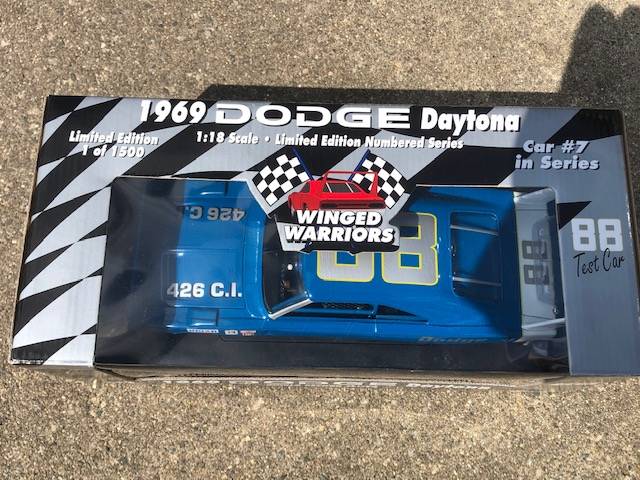 1969 DODGE Daytona
Limited Edition
1 of 1500
1:18 Scale • Limited Edition Numbered Series
Car #7
in Series
WINGED
WARRIORS
88
Test Car
426 C.I.
426 C.I.
88
88
Dodge